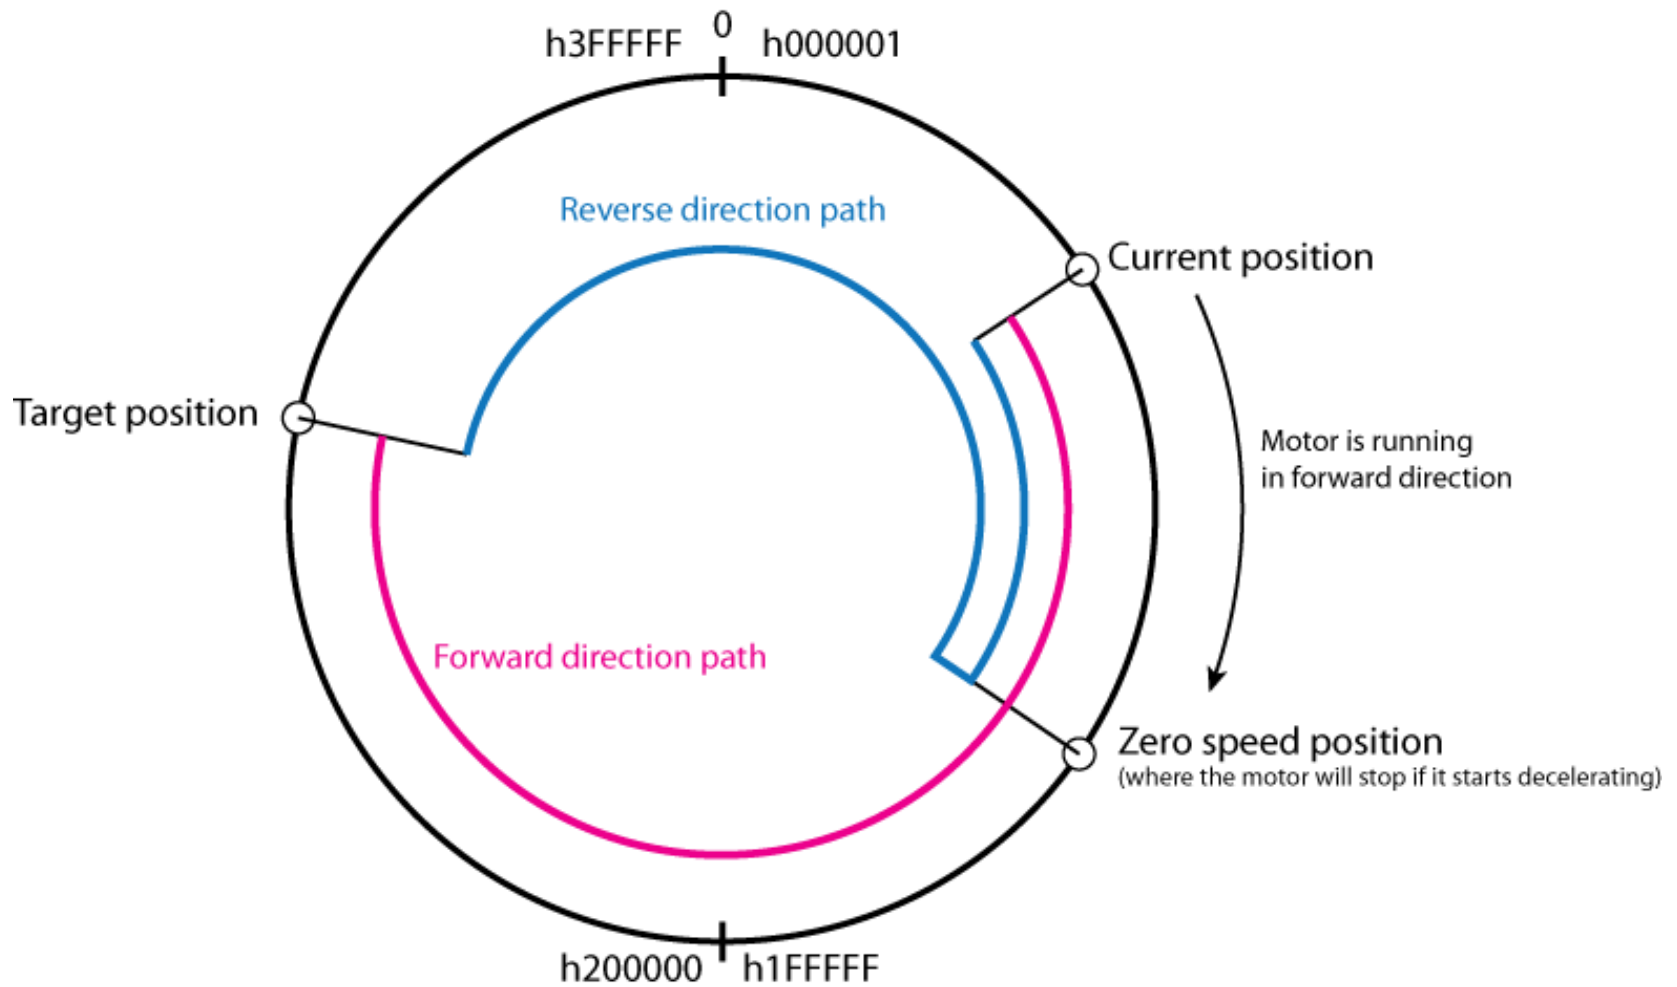 0
h3FFFFF
h000001
Reverse direction path
Current position
Target position
Motor is running
in forward direction
Forward direction path
Zero speed position
(where the motor will stop if it starts decelerating)
h200000
h1FFFFF